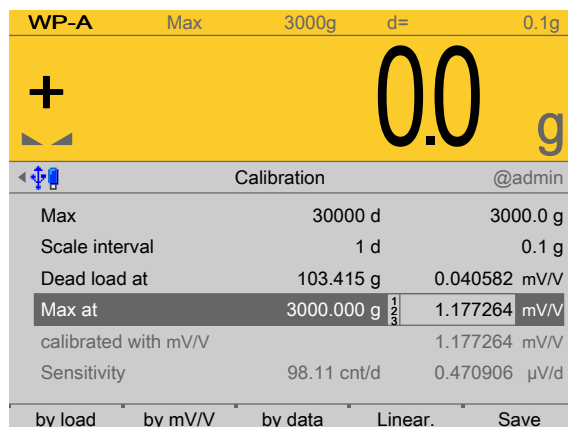 WP-A Max 3000g d= 0.1g
+ 0.0 g
Calibration @admin
Max 30000 d 3000.0 g
Scale interval 1 d 0.1 g
Dead load at 103.415 g 0.040582 mV/V
Max at 3000.000 g 123 1.177264 mV/V
calibrated with mV/V 1.177264 mV/V
Sensitivity 98.11 cnt/d 0.470906 µV/d
by load by mV/V by data Linear. Save